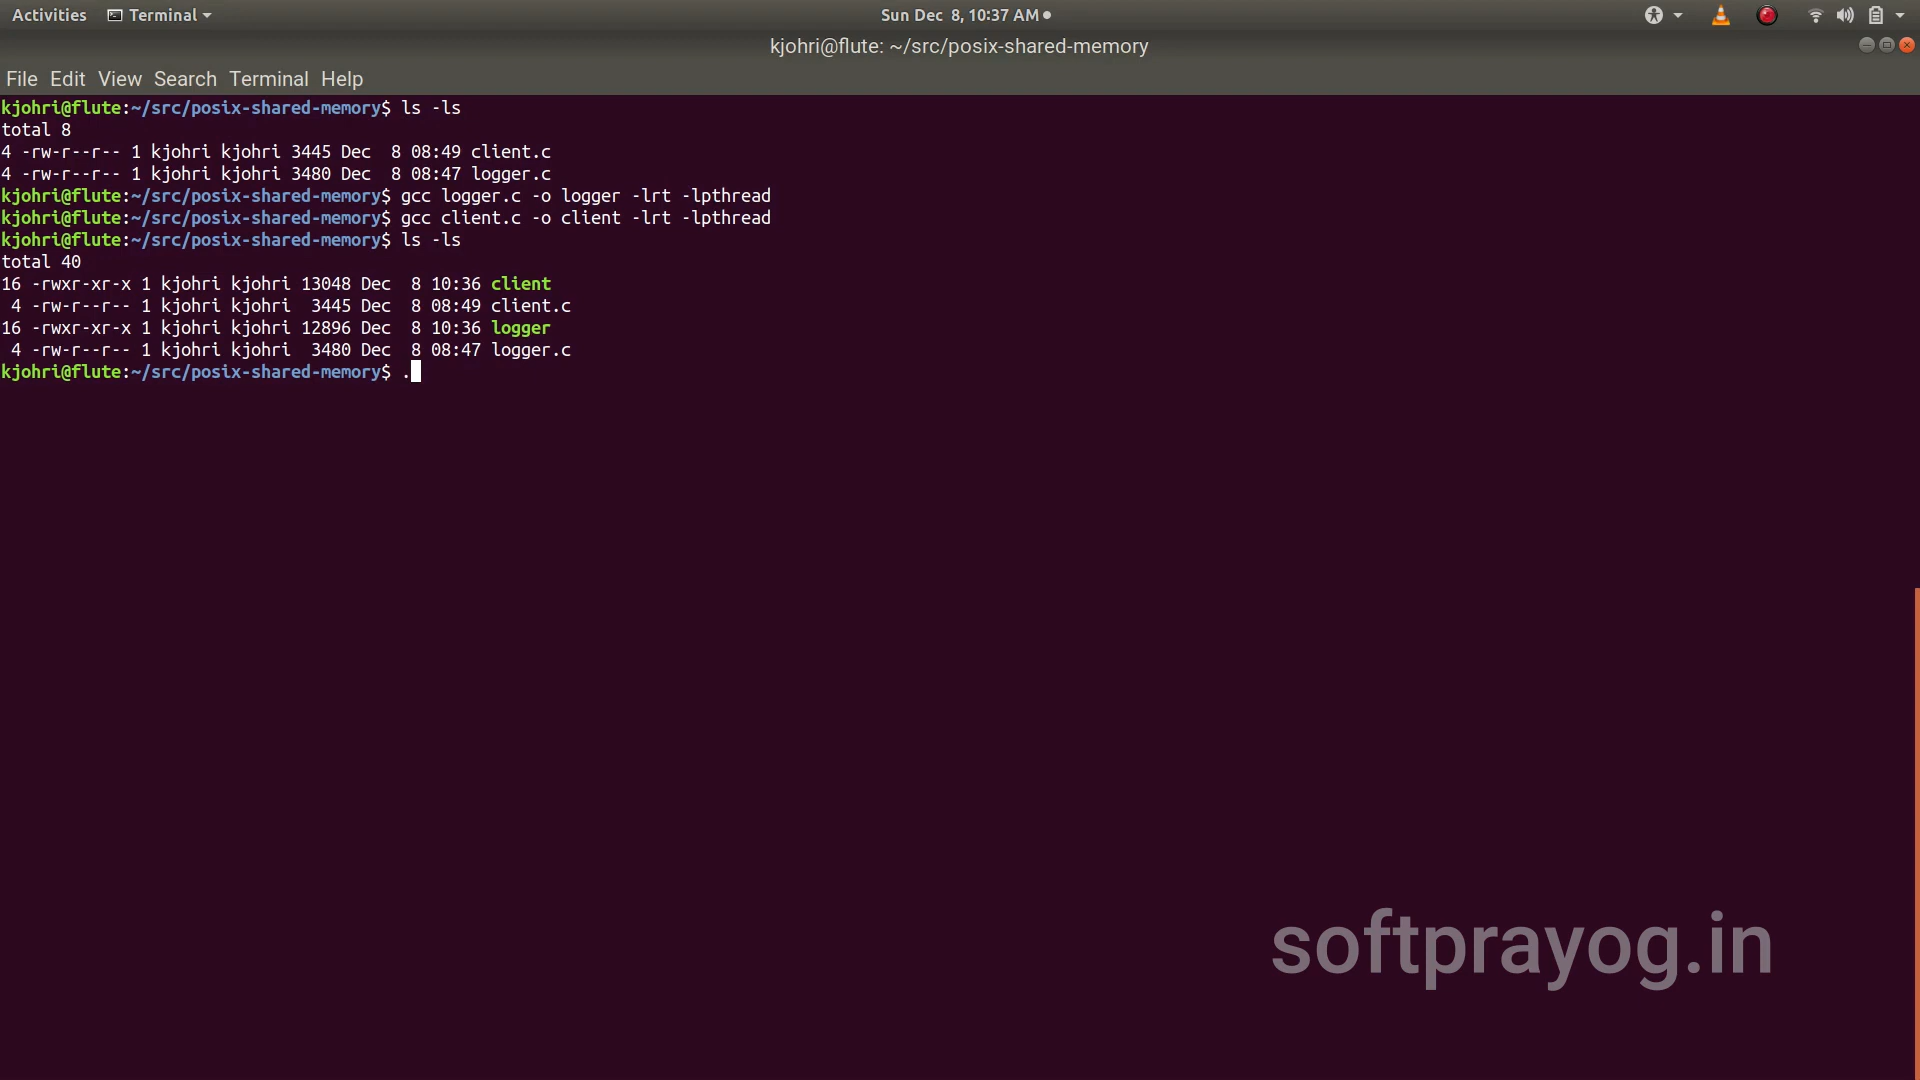 Activities Terminal Sun Dec 8, 10:37 AM
kjohri@flute: ~/src/posix-shared-memory
File Edit View Search Terminal Help
kjohri@flute:~/src/posix-shared-memory$ ls -ls
total 8
4 -rw-r--r-- 1 kjohri kjohri 3445 Dec  8 08:49 client.c
4 -rw-r--r-- 1 kjohri kjohri 3480 Dec  8 08:47 logger.c
kjohri@flute:~/src/posix-shared-memory$ gcc logger.c -o logger -lrt -lpthread
kjohri@flute:~/src/posix-shared-memory$ gcc client.c -o client -lrt -lpthread
kjohri@flute:~/src/posix-shared-memory$ ls -ls
total 40
16 -rwxr-xr-x 1 kjohri kjohri 13048 Dec  8 10:36 client
 4 -rw-r--r-- 1 kjohri kjohri  3445 Dec  8 08:49 client.c
16 -rwxr-xr-x 1 kjohri kjohri 12896 Dec  8 10:36 logger
 4 -rw-r--r-- 1 kjohri kjohri  3480 Dec  8 08:47 logger.c
kjohri@flute:~/src/posix-shared-memory$ .
softprayog.in